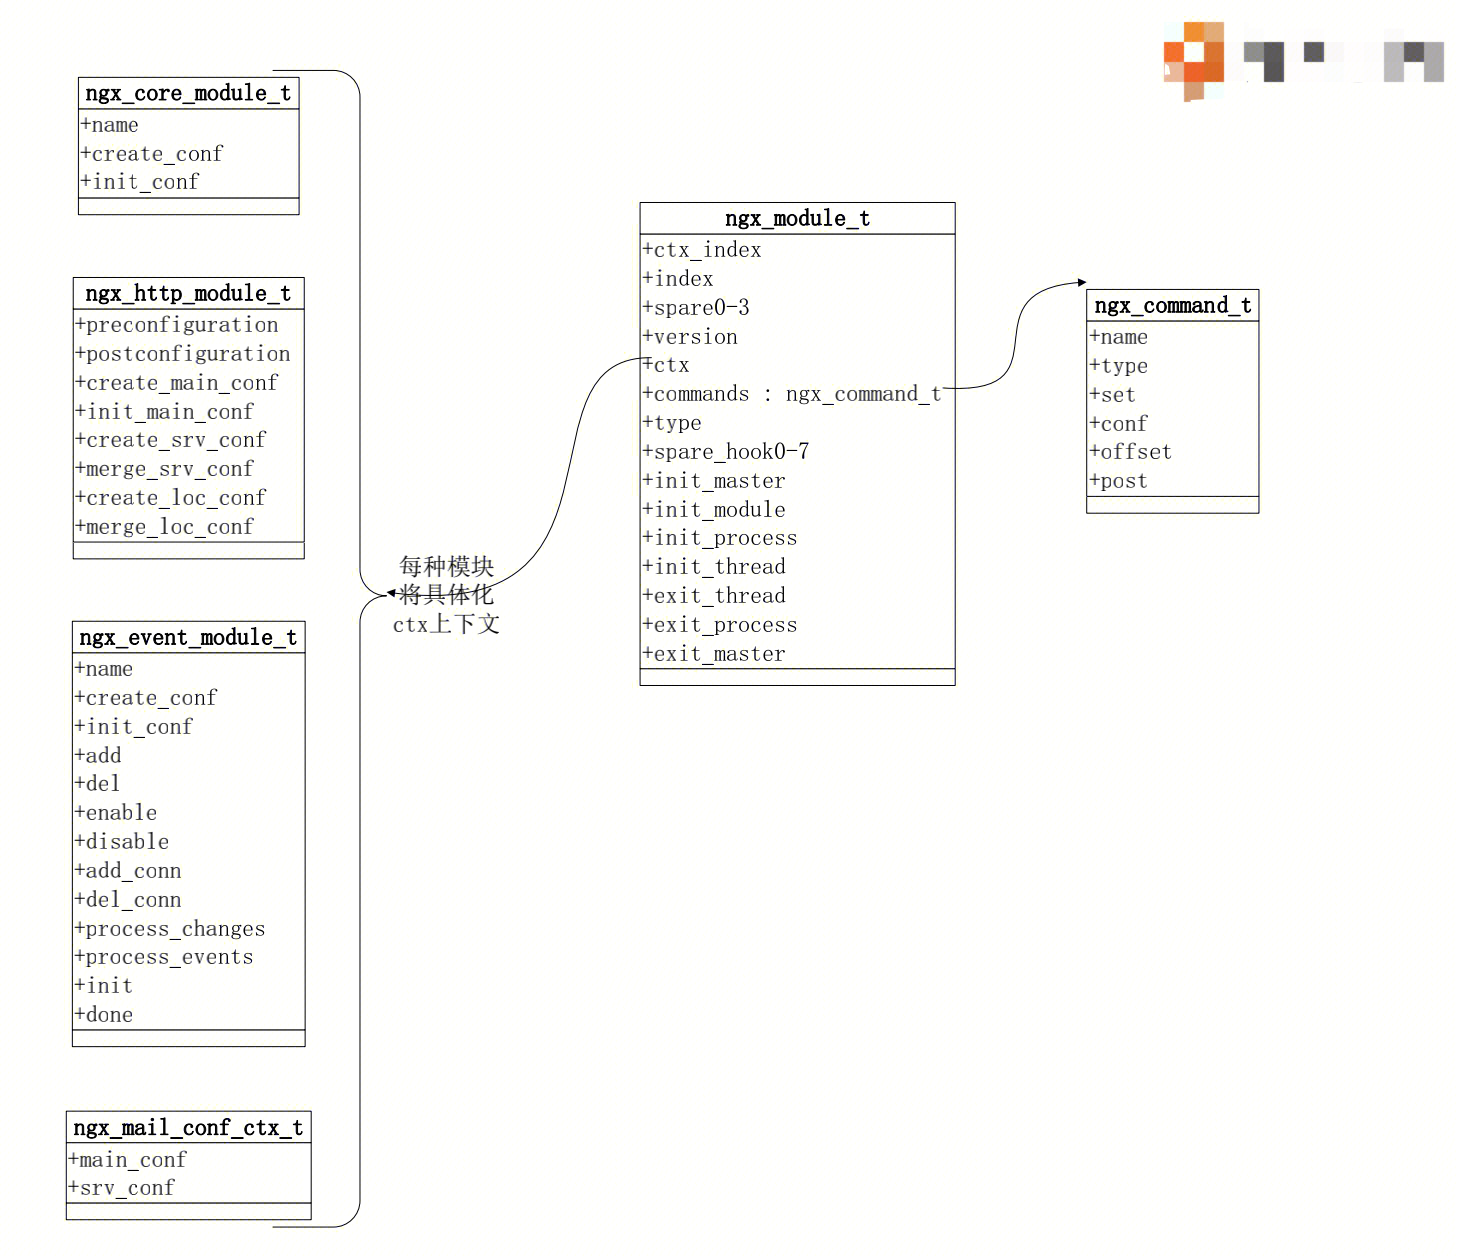 ngx_core_module_t
+name
+create_conf
+init_conf
ngx_http_module_t
+preconfiguration
+postconfiguration
+create_main_conf
+init_main_conf
+create_srv_conf
+merge_srv_conf
+create_loc_conf
+merge_loc_conf
ngx_event_module_t
+name
+create_conf
+init_conf
+add
+del
+enable
+disable
+add_conn
+del_conn
+process_changes
+process_events
+init
+done
ngx_mail_conf_ctx_t
+main_conf
+srv_conf
每种模块
将具体化
ctx上下文
ngx_module_t
+ctx_index
+index
+spare0-3
+version
+ctx
+commands : ngx_command_t
+type
+spare_hook0-7
+init_master
+init_module
+init_process
+init_thread
+exit_thread
+exit_process
+exit_master
ngx_command_t
+name
+type
+set
+conf
+offset
+post